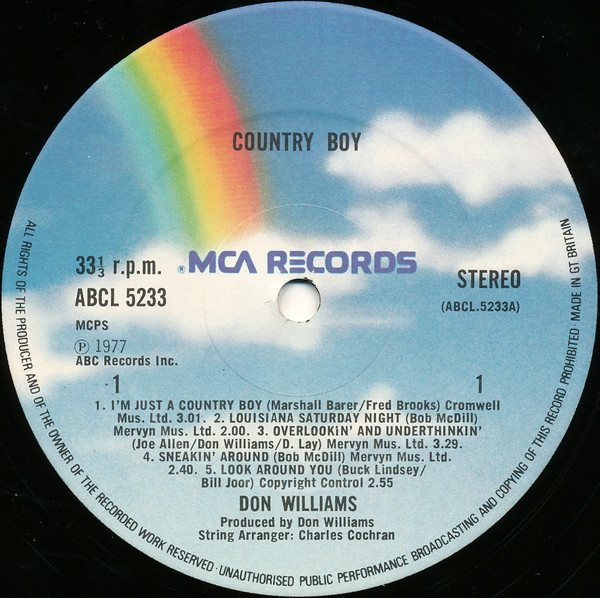 COUNTRY BOY
33⅓ r.p.m.
® MCA RECORDS
ABCL 5233
STEREO
(ABCL.5233A)
MCPS
Ⓟ 1977
ABC Records Inc.
1 1
1. I'M JUST A COUNTRY BOY (Marshall Barer/Fred Brooks) Cromwell
Mus. Ltd. 3.01. 2. LOUISIANA SATURDAY NIGHT (Bob McDill)
Mervyn Mus. Ltd. 2.00. 3. OVERLOOKIN' AND UNDERTHINKIN'
(Joe Allen/Don Williams/D. Lay) Mervyn Mus. Ltd. 3.29.
4. SNEAKIN' AROUND (Bob McDill) Mervyn Mus. Ltd.
2.40. 5. LOOK AROUND YOU (Buck Lindsey/
Bill Joor) Copyright Control 2.55
DON WILLIAMS
Produced by Don Williams
String Arranger: Charles Cochran
ALL RIGHTS OF THE PRODUCER AND OF THE OWNER OF THE RECORDED WORK RESERVED · UNAUTHORISED PUBLIC PERFORMANCE BROADCASTING AND COPYING OF THIS RECORD PROHIBITED · MADE IN GT BRITAIN